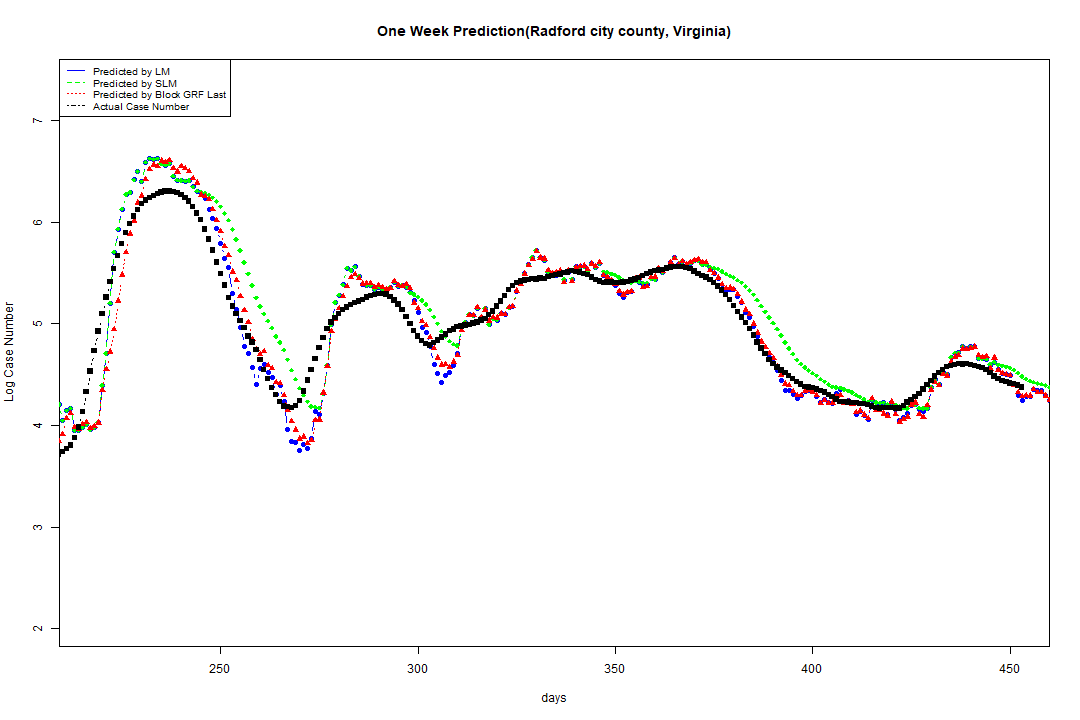 One Week Prediction(Radford city county, Virginia)
Predicted by LM
Predicted by SLM
Predicted by Block GRF Last
Actual Case Number
7
6
5
4
3
2
Log Case Number
250
300
350
400
450
days